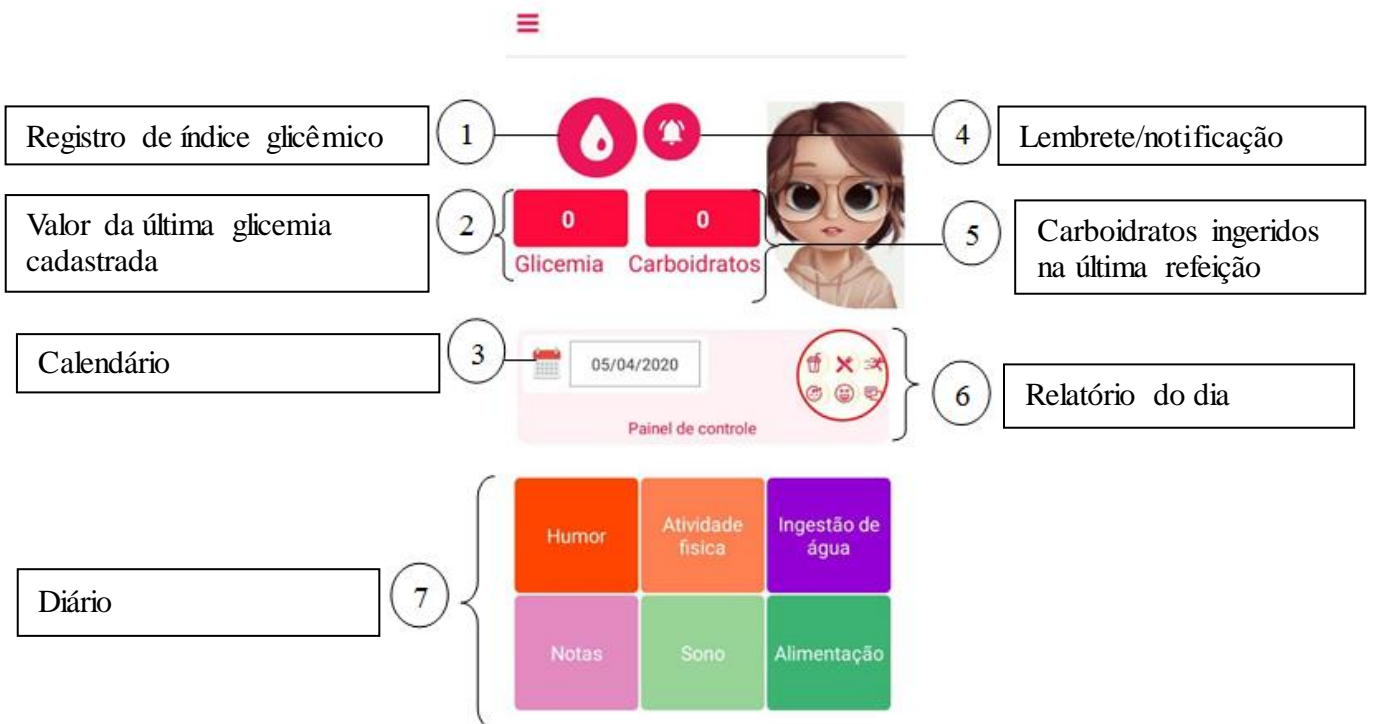 Registro de índice glicêmico
1
4
Lembrete/notificação
Valor da última glicemia
cadastrada
2
0
0
Glicemia
Carboidratos
5
Carboidratos ingeridos
na última refeição
Calendário
3
05/04/2020
Painel de controle
6
Relatório do dia
Humor
Atividade
fisica
Ingestão de
água
Diário
7
Notas
Sono
Alimentação